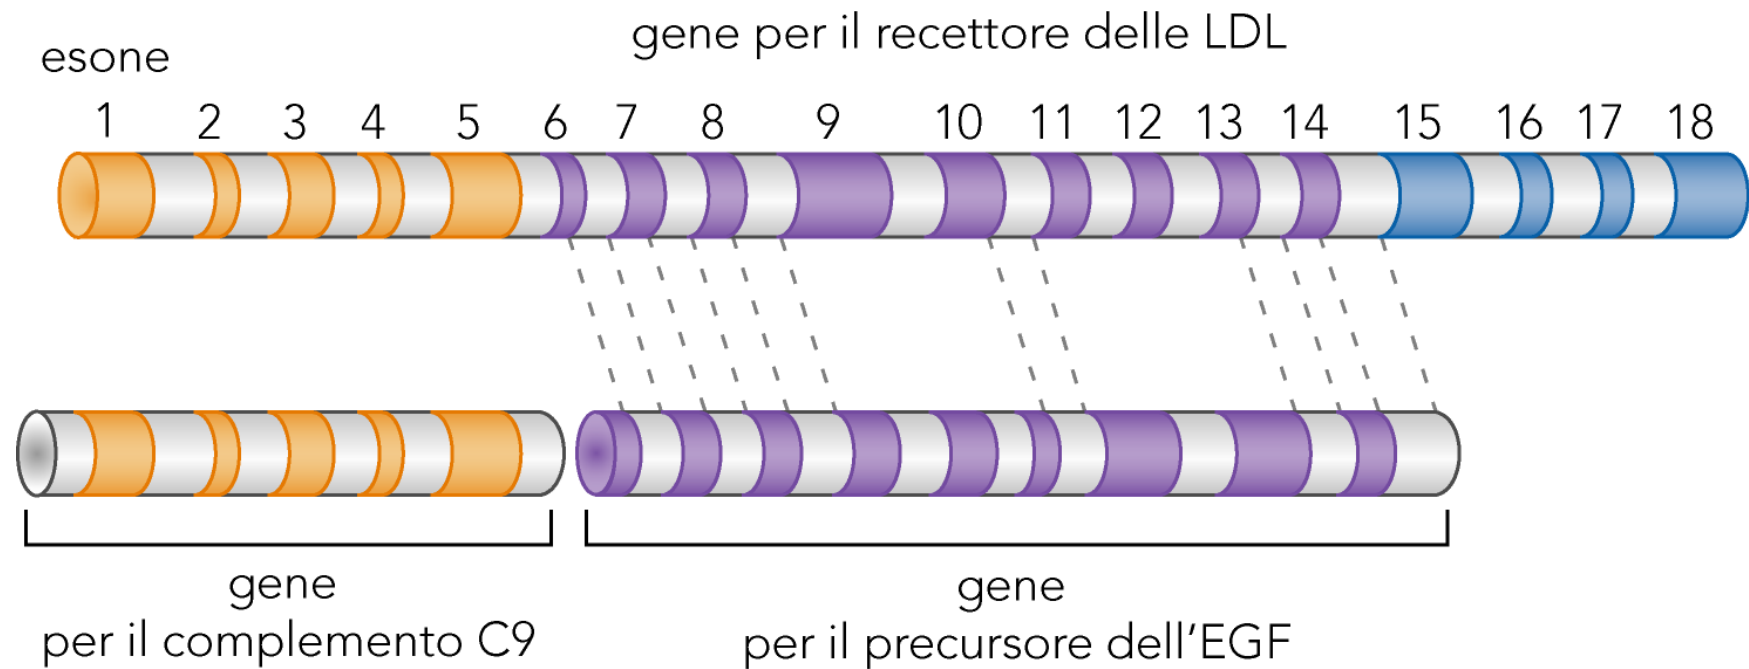 gene per il recettore delle LDL
esone
1 2 3 4 5 6 7 8 9 10 11 12 13 14 15 16 17 18
gene
per il complemento C9
gene
per il precursore dell’EGF